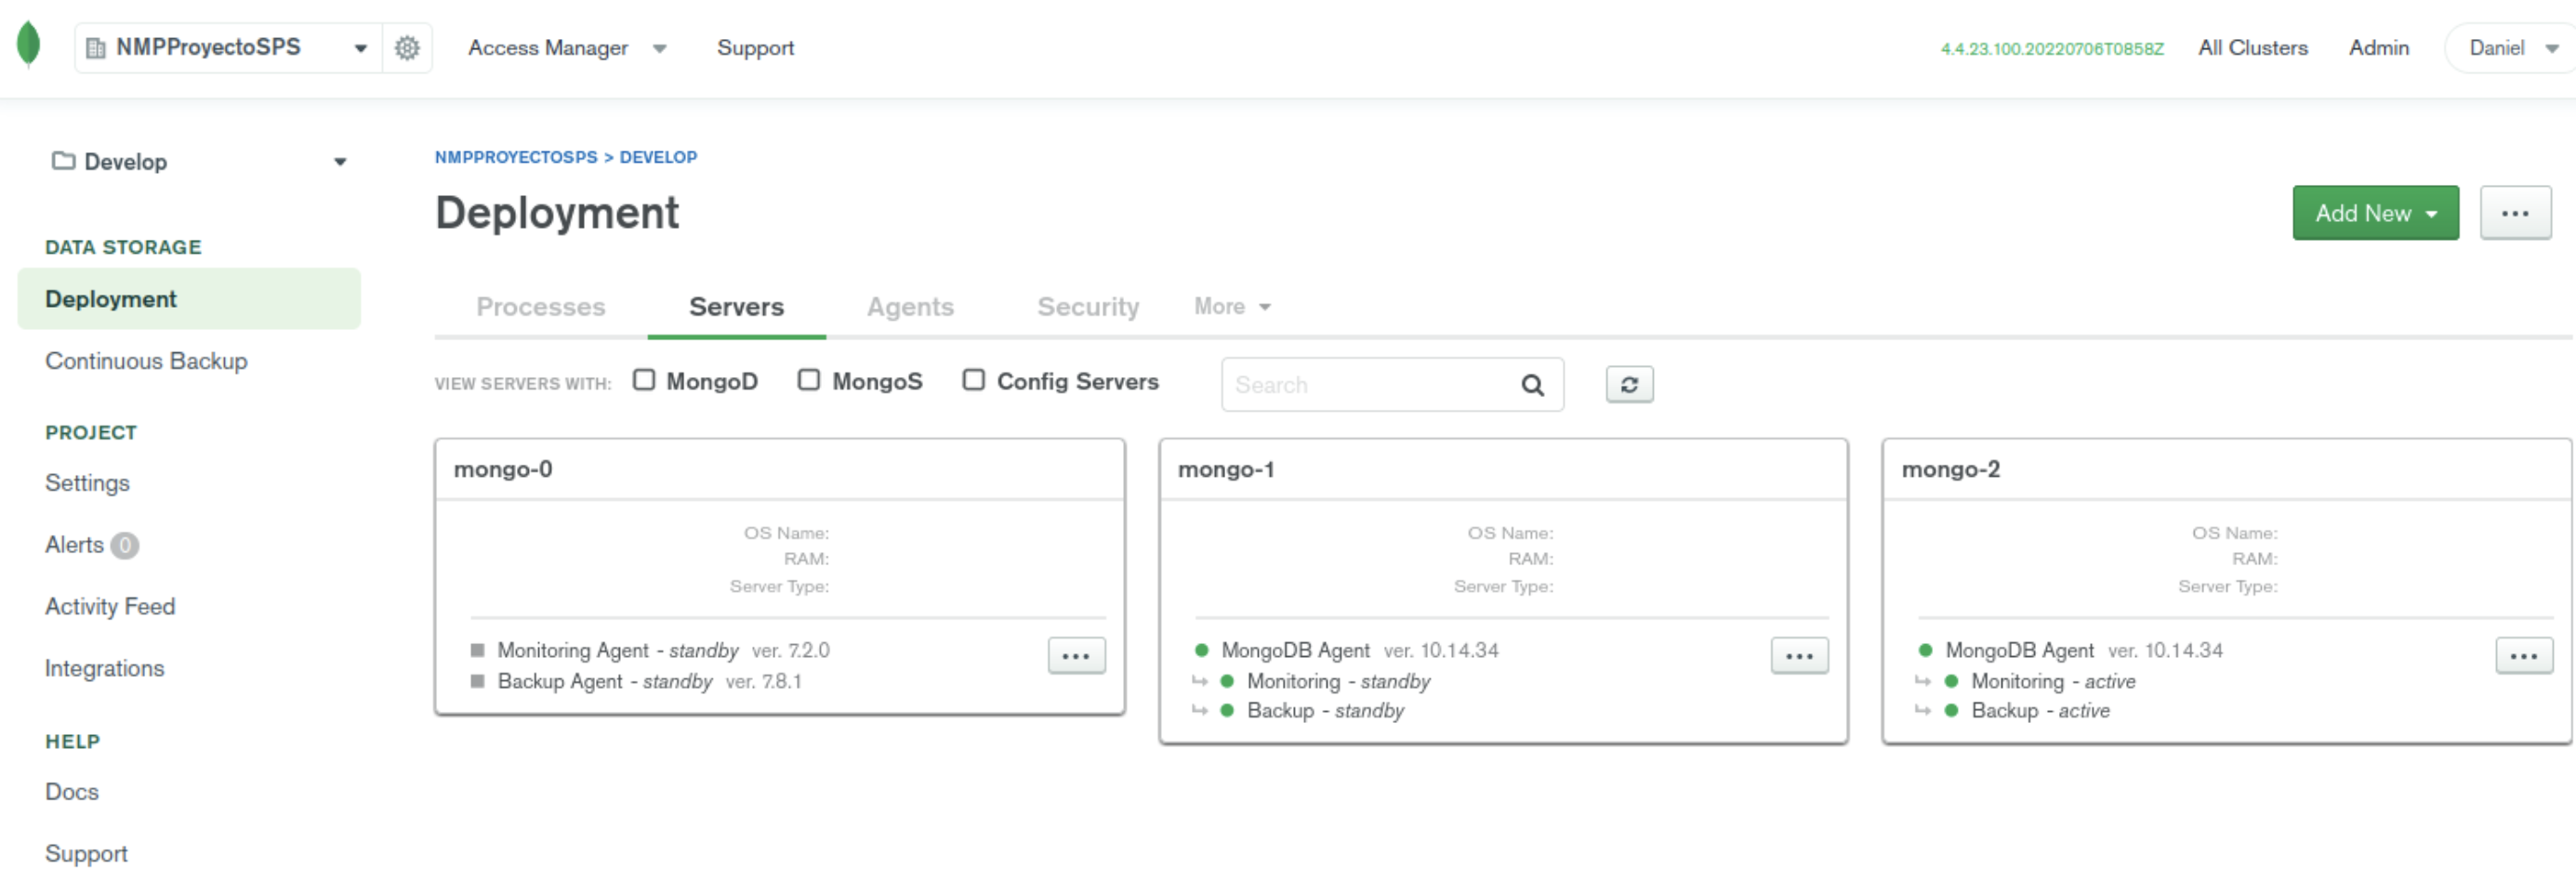 NMPProyectoSPS Access Manager Support 4.4.23.100.20220706T0858Z All Clusters Admin Daniel
Develop
DATA STORAGE
Deployment
Continuous Backup
PROJECT
Settings
Alerts 0
Activity Feed
Integrations
HELP
Docs
Support
NMPPROYECTOSPS > DEVELOP
Deployment
Add New ...
Processes Servers Agents Security More
VIEW SERVERS WITH: MongoD MongoS Config Servers Search
mongo-0
OS Name:
RAM:
Server Type:
Monitoring Agent - standby ver. 7.2.0
Backup Agent - standby ver. 7.8.1
...
mongo-1
OS Name:
RAM:
Server Type:
MongoDB Agent ver. 10.14.34
Monitoring - standby
Backup - standby
...
mongo-2
OS Name:
RAM:
Server Type:
MongoDB Agent ver. 10.14.34
Monitoring - active
Backup - active
...